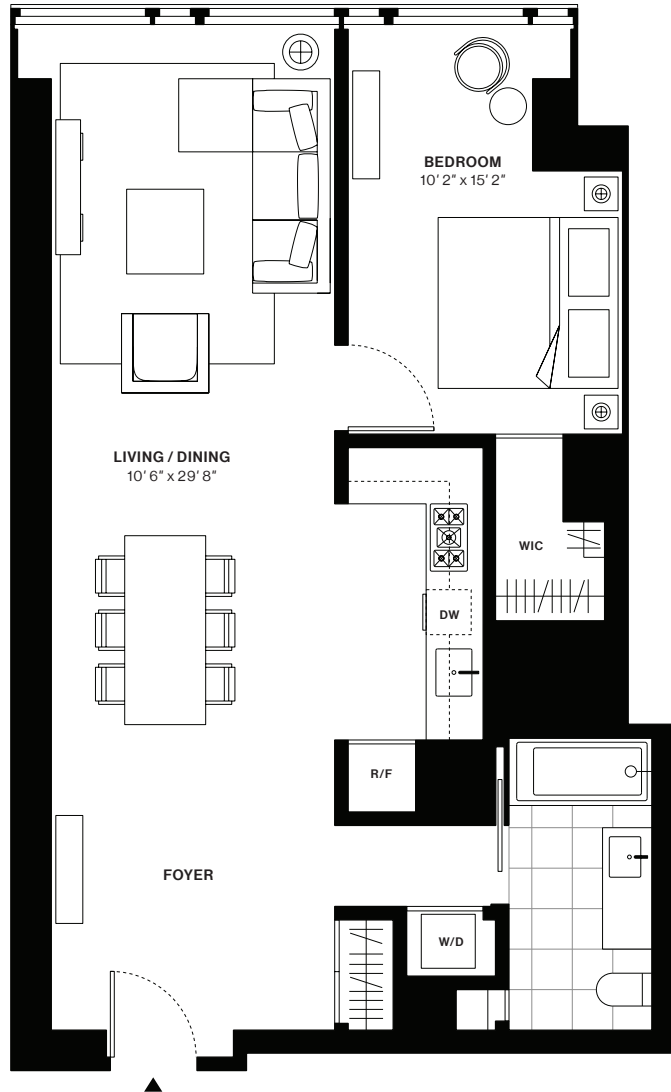 BEDROOM
10' 2" x 15' 2"
LIVING / DINING
10' 6" x 29' 8"
WIC
DW
R/F
FOYER
W/D